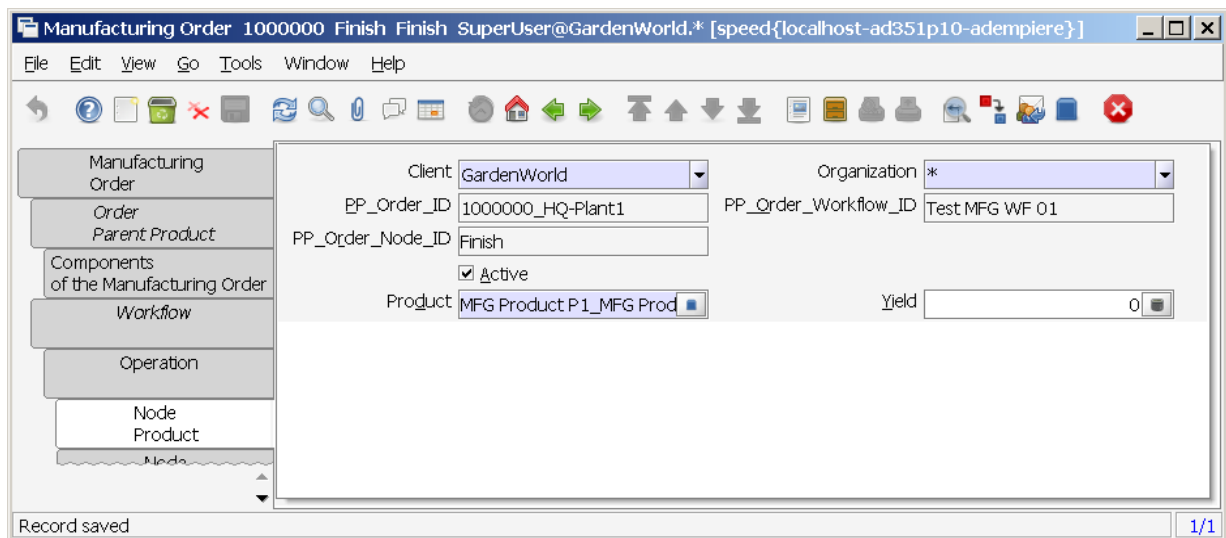 Manufacturing Order 1000000 Finish Finish SuperUser@GardenWorld.* [speed{localhost-ad351p10-adempiere}]
File Edit View Go Tools Window Help
Manufacturing
Order
Order
Parent Product
Components
of the Manufacturing Order
Workflow
Operation
Node
Product
Client GardenWorld Organization *
PP_Order_ID 1000000_HQ-Plant1 PP_Order_Workflow_ID Test MFG WF 01
PP_Order_Node_ID Finish
Active
Product MFG Product P1_MFG Prod Yield 0
Record saved 1/1